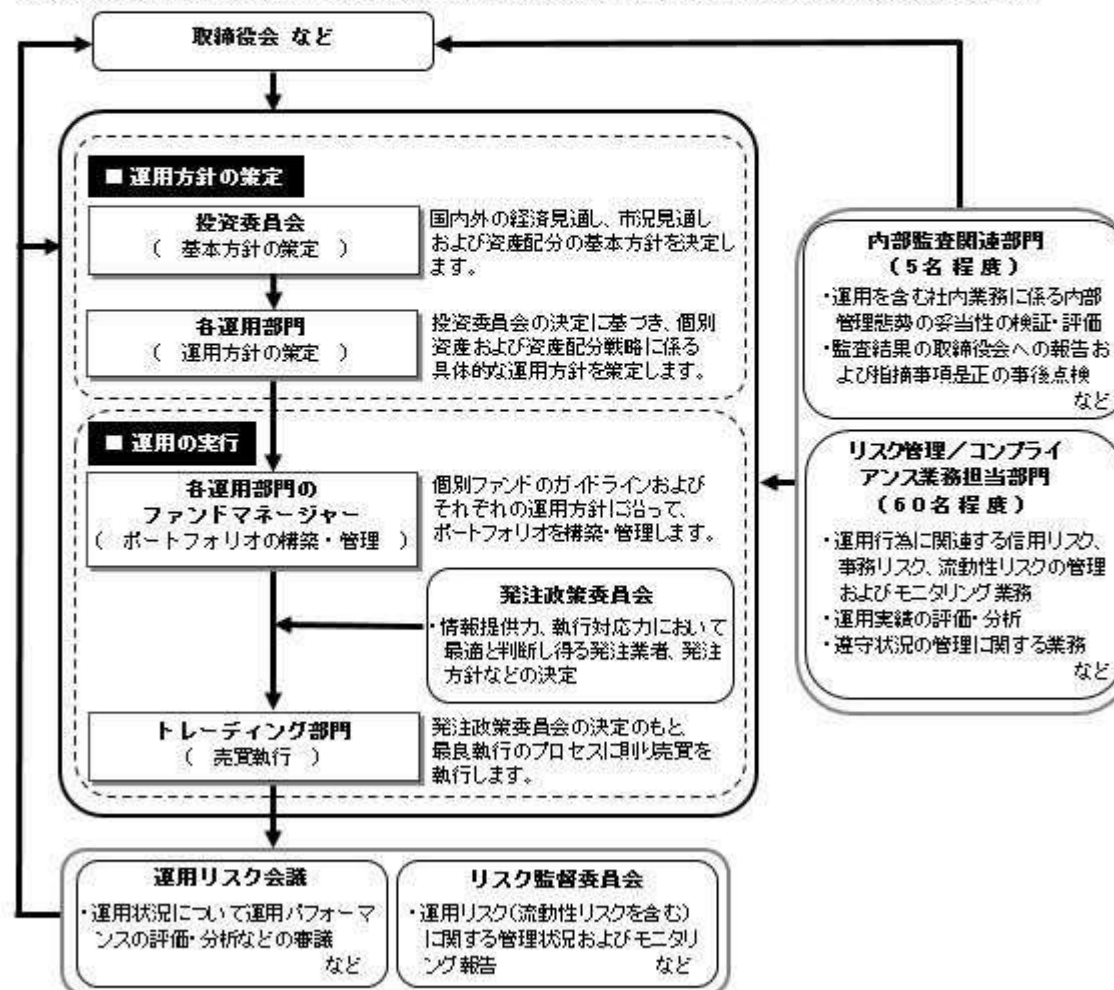 取締役会 など
■ 運用方針の策定
投資委員会
( 基本方針の策定 )
国内外の経済見通し、市況見通し
および資産配分の基本方針を決定し
ます。
各運用部門
( 運用方針の策定 )
投資委員会の決定に基づき、個別
資産および資産配分戦略に係る
具体的な運用方針を策定します。
■ 運用の実行
各運用部門の
ファンドマネージャー
( ポートフォリオの構築・管理 )
個別ファンドのガイドラインおよび
それぞれの運用方針に沿って、
ポートフォリオを構築・管理します。
発注政策委員会
・情報提供力、執行対応力において
最適と判断し得る発注業者、発注
方針などの決定
トレーディング部門
( 売買執行 )
発注政策委員会の決定のもと
最良執行のプロセスに則り売買を
執行します。
内部監査関連部門
(5名程度)
・運用を含む社内業務に係る内部
管理態勢の妥当性の検証・評価
・監査結果の取締役会への報告お
よび指摘事項是正の事後点検
など
リスク管理/コンプライ
アンス業務担当部門
(60名程度)
・運用行為に関連する信用リスク、
事務リスク、流動性リスクの管理
およびモニタリング業務
・運用実績の評価・分析
・遵守状況の管理に関する業務
など
運用リスク会議
・運用状況について運用パフォーマ
ンスの評価・分析などの審議
など
リスク監督委員会
・運用リスク(流動性リスクを含む)
に関する管理状況およびモニタリ
ング報告 など